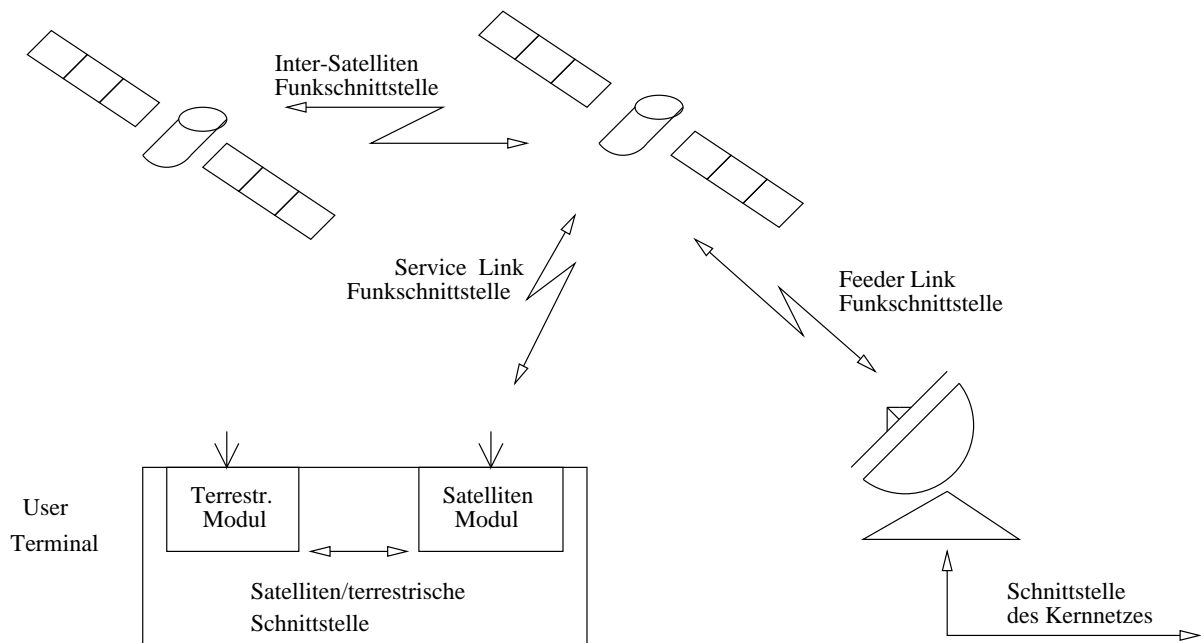 Inter-Satelliten
Funkschnittstelle
Service Link
Funkschnittstelle
Feeder Link
Funkschnittstelle
User
Terminal
Terrestr.
Modul
Satelliten
Modul
Satelliten/terrestrische
Schnittstelle
Schnittstelle
des Kernnetzes